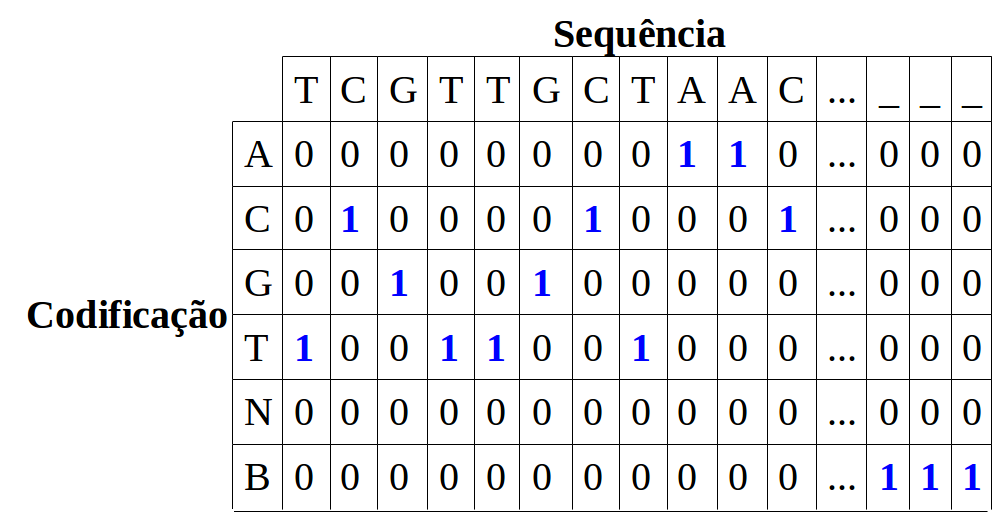 Sequência
T C G T T G C T A A C ... _ _ _
A 0 0 0 0 0 0 0 0 1 1 0 ... 0 0 0
C 0 1 0 0 0 0 1 0 0 0 1 ... 0 0 0
G 0 0 1 0 0 1 0 0 0 0 0 ... 0 0 0
Codificação
T 1 0 0 1 1 0 0 1 0 0 0 ... 0 0 0
N 0 0 0 0 0 0 0 0 0 0 0 ... 0 0 0
B 0 0 0 0 0 0 0 0 0 0 0 ... 1 1 1